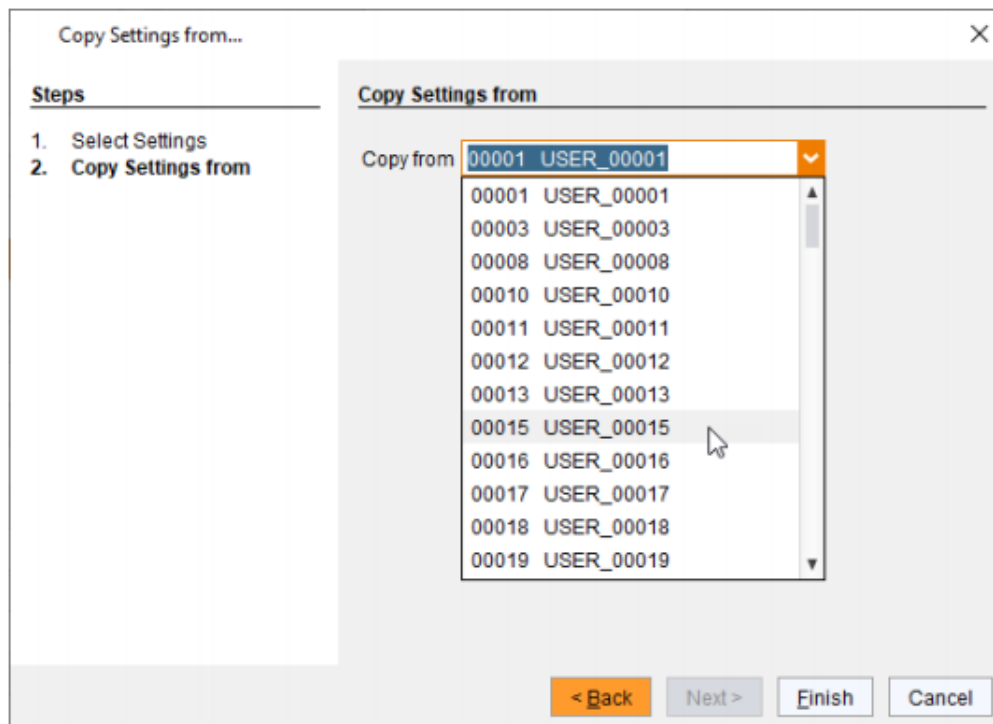 Copy Settings from...
Steps
1. Select Settings
2. Copy Settings from
Copy Settings from
Copy from 00001 USER_00001
00001 USER_00001
00003 USER_00003
00008 USER_00008
00010 USER_00010
00011 USER_00011
00012 USER_00012
00013 USER_00013
00015 USER_00015
00016 USER_00016
00017 USER_00017
00018 USER_00018
00019 USER_00019
< Back Next > Finish Cancel